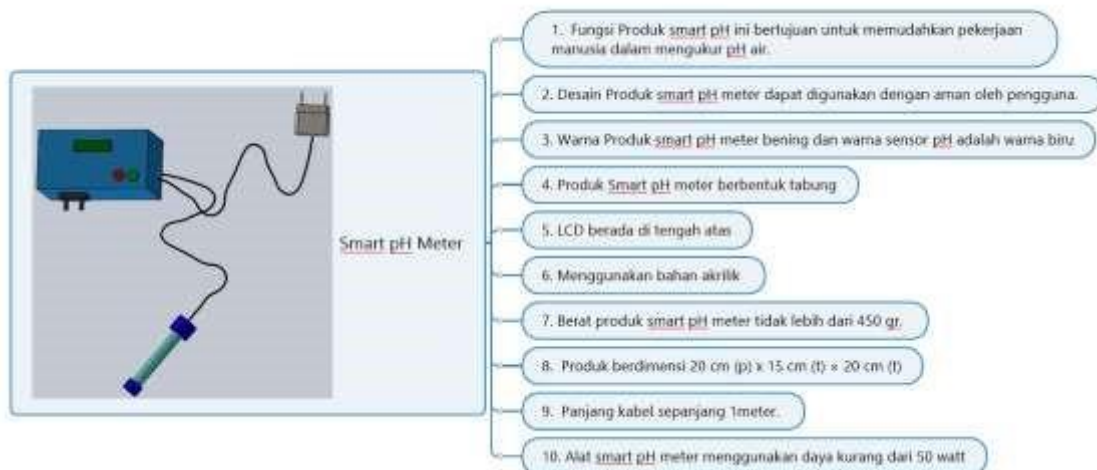 Smart pH Meter
1. Fungsi Produk smart pH ini bertujuan untuk memudahkan pekerjaan
manusia dalam mengukur pH air.
2. Desain Produk smart pH meter dapat digunakan dengan aman oleh pengguna.
3. Warna Produk smart pH meter bening dan warna sensor pH adalah warna biru
4. Produk Smart pH meter berbentuk tabung
5. LCD berada di tengah atas
6. Menggunakan bahan akrilik
7. Berat produk smart pH meter tidak lebih dari 450 gr.
8. Produk berdimensi 20 cm (p) x 15 cm (t) x 20 cm (l)
9. Panjang kabel sepanjang 1meter.
10. Alat smart pH meter menggunakan daya kurang dari 50 watt